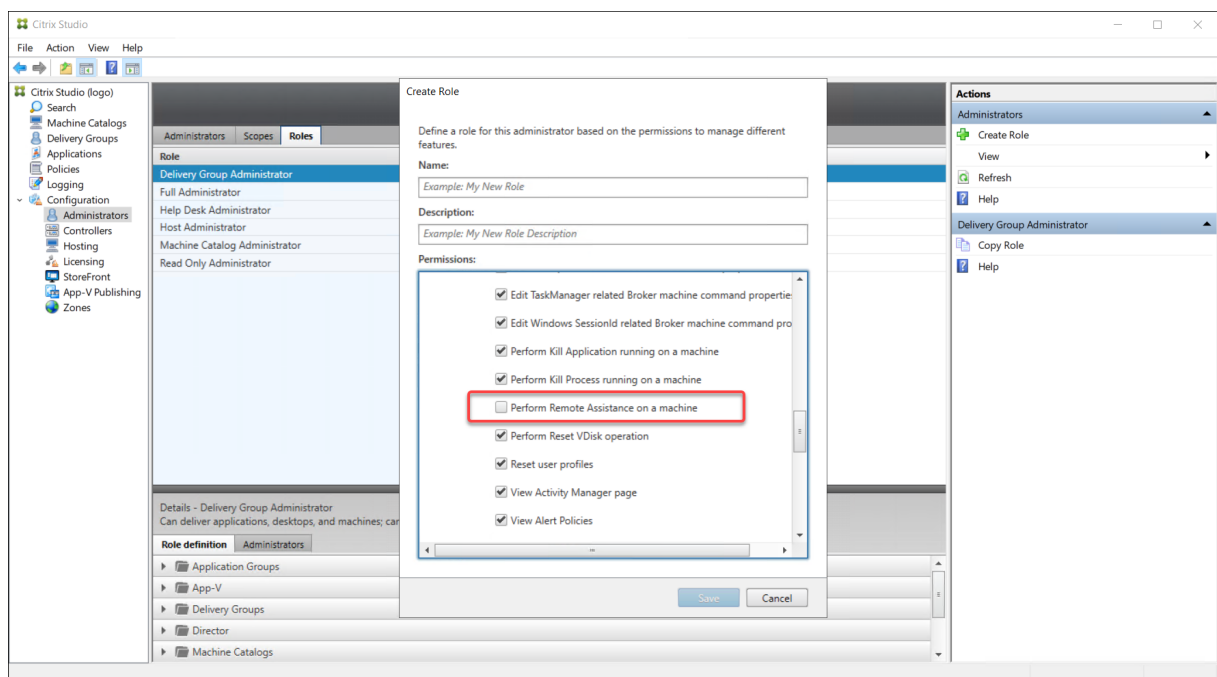 Citrix Studio
File Action View Help
Citrix Studio (logo)
Search
Machine Catalogs
Delivery Groups
Applications
Policies
Logging
Configuration
Administrators
Controllers
Hosting
Licensing
StoreFront
App-V Publishing
Zones
Administrators Scopes Roles
Role
Delivery Group Administrator
Full Administrator
Help Desk Administrator
Host Administrator
Machine Catalog Administrator
Read Only Administrator
Details - Delivery Group Administrator
Can deliver applications, desktops, and machines; car
Role definition Administrators
Application Groups
App-V
Delivery Groups
Director
Machine Catalogs
Create Role
Define a role for this administrator based on the permissions to manage different
features.
Name:
Example: My New Role
Description:
Example: My New Role Description
Permissions:
Edit TaskManager related Broker machine command propertie
Edit Windows SessionId related Broker machine command pro
Perform Kill Application running on a machine
Perform Kill Process running on a machine
Perform Remote Assistance on a machine
Perform Reset VDisk operation
Reset user profiles
View Activity Manager page
View Alert Policies
Save Cancel
Actions
Administrators
Create Role
View
Refresh
Help
Delivery Group Administrator
Copy Role
Help